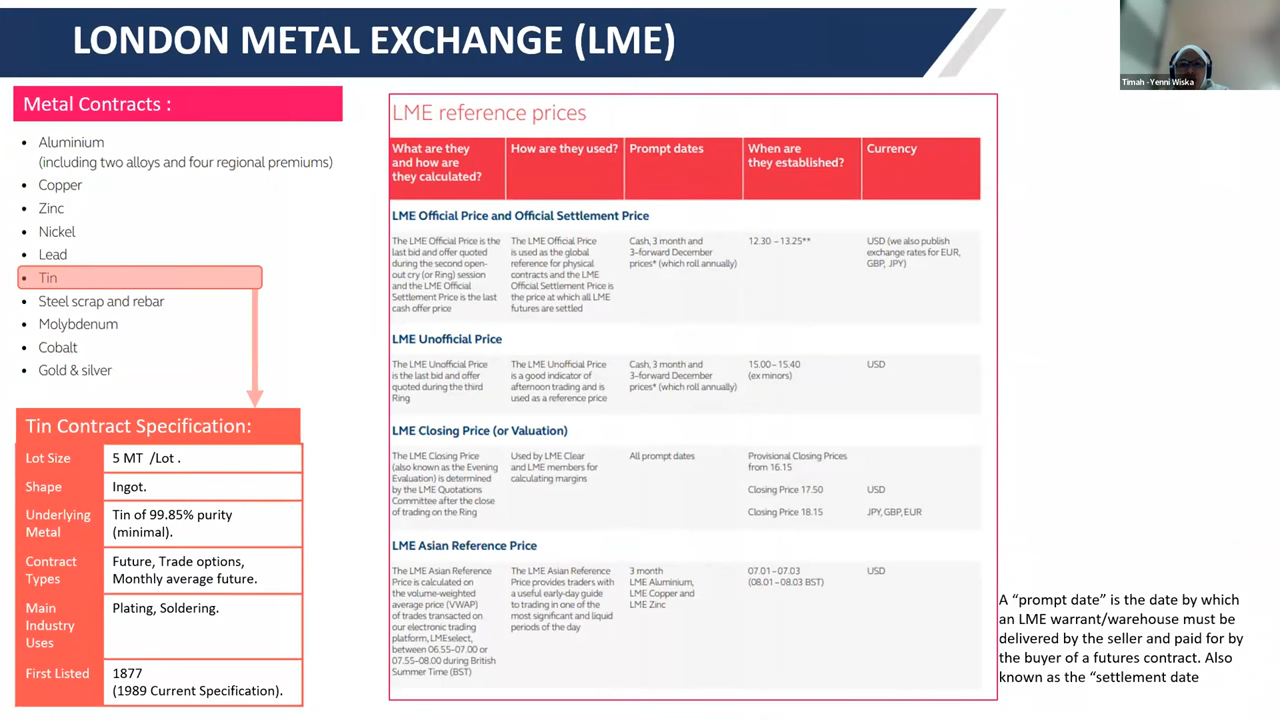 LONDON METAL EXCHANGE (LME)
Timah - Yenni Wiska
Metal Contracts :
• Aluminium
(including two alloys and four regional premiums)
• Copper
• Zinc
• Nickel
• Lead
• Tin
• Steel scrap and rebar
• Molybdenum
• Cobalt
• Gold & silver
Tin Contract Specification:
Lot Size
5 MT /Lot .
Shape
Ingot.
Underlying
Metal
Tin of 99.85% purity
(minimal).
Contract
Types
Future, Trade options,
Monthly average future.
Main
Industry
Uses
Plating, Soldering.
First Listed
1877
(1989 Current Specification).
LME reference prices
What are they
and how are
they calculated?
How are they used?
Prompt dates
When are
they established?
Currency
LME Official Price and Official Settlement Price
The LME Official Price is the
last bid and offer quoted
during the second open-
out cry (or Ring) session
and the LME Official
Settlement Price is the last
cash offer price
The LME Official Price
is used as the global
reference for physical
contracts and the LME
Official Settlement Price is
the price at which all LME
futures are settled
Cash, 3 month and
3-forward December
prices* (which roll annually)
12.30 – 13.25**
USD (we also publish
exchange rates for EUR,
GBP, JPY)
LME Unofficial Price
The LME Unofficial Price
is the last bid and offer
quoted during the third
Ring
The LME Unofficial Price
is a good indicator of
afternoon trading and is
used as a reference price
Cash, 3 month and
3-forward December
prices* (which roll annually)
15.00 – 15.40
(ex minors)
USD
LME Closing Price (or Valuation)
The LME Closing Price
(also known as the Evening
Evaluation) is determined
by the LME Quotations
Committee after the close
of trading on the Ring
Used by LME Clear
and LME members for
calculating margins
All prompt dates
Provisional Closing Prices
from 16.15
Closing Price 17.50
USD
Closing Price 18.15
JPY, GBP, EUR
LME Asian Reference Price
The LME Asian Reference
Price is calculated on
the volume-weighted
average price (VWAP)
of trades transacted on
our electronic trading
platform, LMEselect,
between 06.55–07.00 or
07.55–08.00 during British
Summer Time (BST)
The LME Asian Reference
Price provides traders with
a useful early-day guide
to trading in one of the
most significant and liquid
periods of the day
3 month
LME Aluminium,
LME Copper and
LME Zinc
07.01 –07.03
(08.01 –08.03 BST)
USD
A “prompt date” is the date by which
an LME warrant/warehouse must be
delivered by the seller and paid for by
the buyer of a futures contract. Also
known as the “settlement date